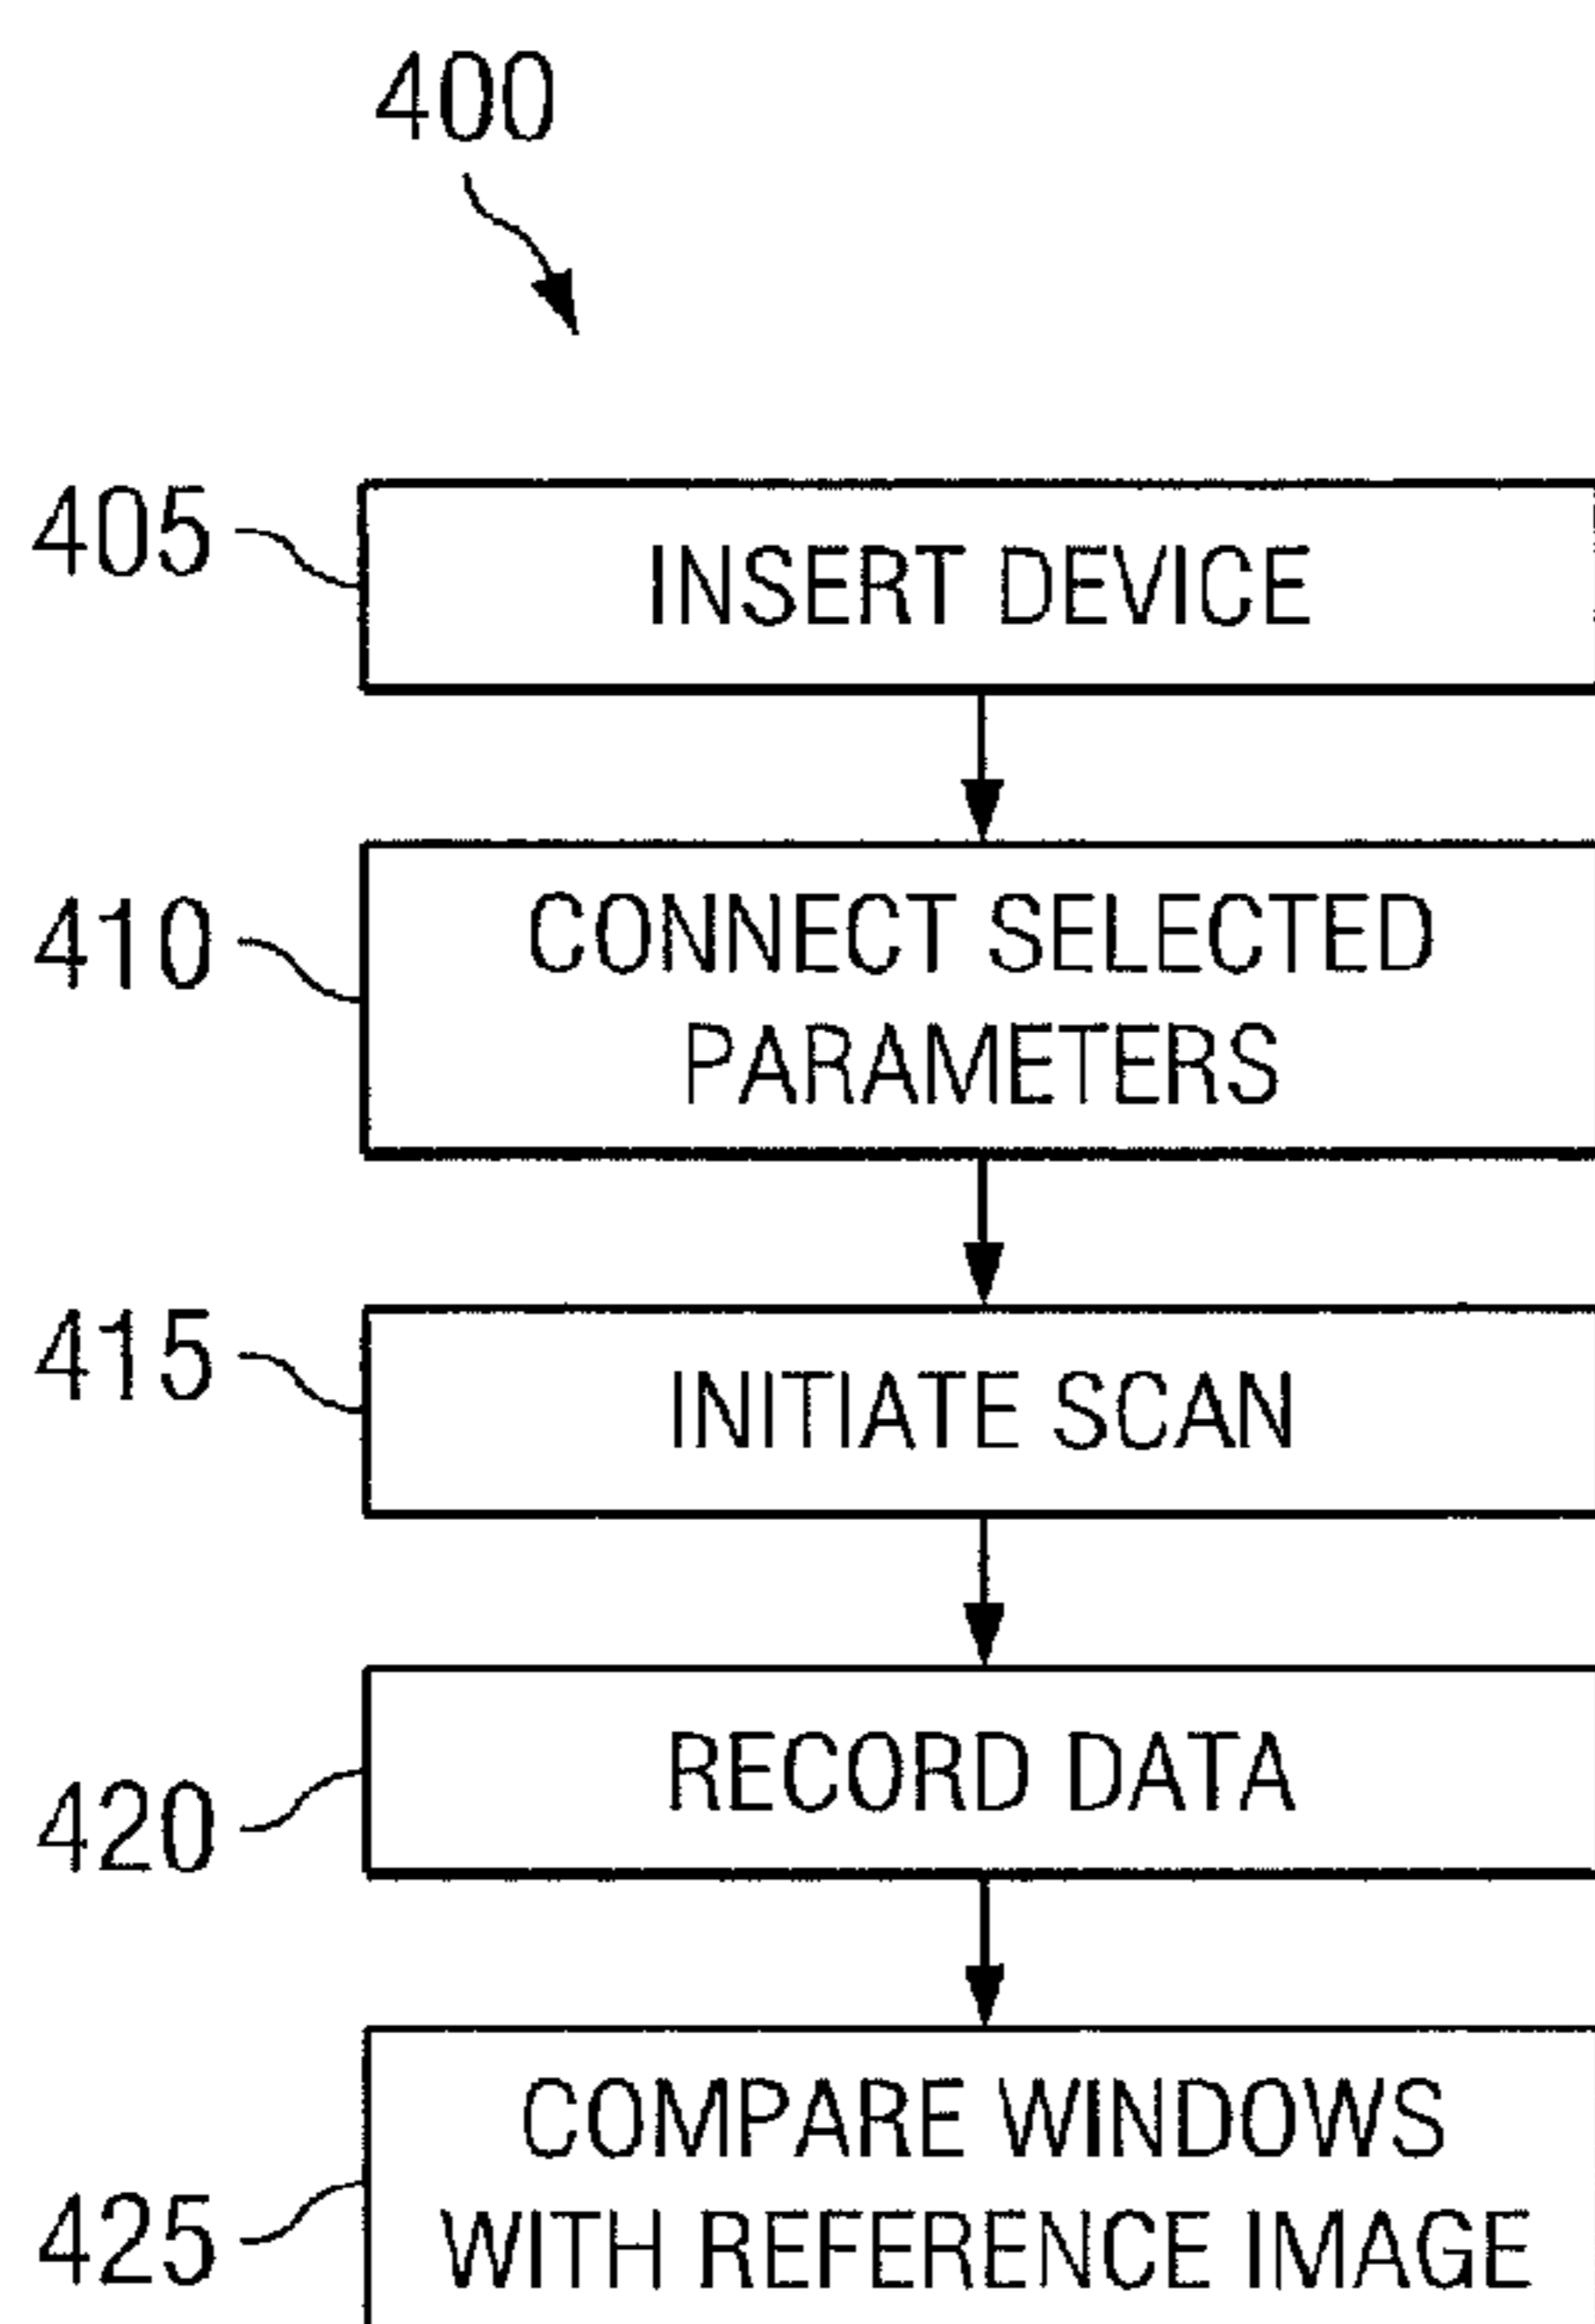 400
405
INSERT DEVICE
410
CONNECT SELECTED
PARAMETERS
415
INITIATE SCAN
420
RECORD DATA
425
COMPARE WINDOWS
WITH REFERENCE IMAGE